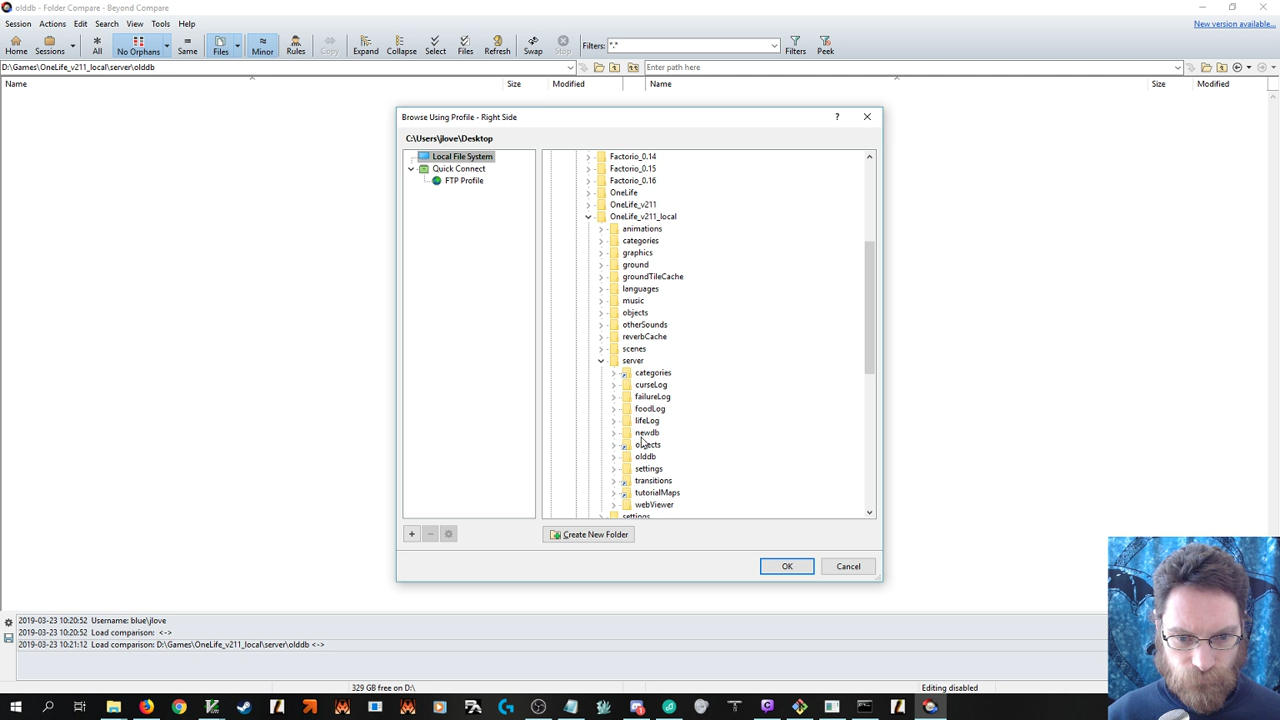 olddb - Folder Compare - Beyond Compare
Session Actions Edit Search View Tools Help New version available...
Home Sessions All No Orphans Same Files Minor Rules Copy Expand Collapse Select Files Refresh Swap Stop Filters: *.* Filters Peek
D:\Games\OneLife_v211_local\server\olddb Enter path here
Name Size Modified Name Size Modified
Browse Using Profile - Right Side
C:\Users\jlove\Desktop
Local File System
Quick Connect
FTP Profile
Factorio_0.14
Factorio_0.15
Factorio_0.16
OneLife
OneLife_v211
OneLife_v211_local
animations
categories
graphics
ground
groundTileCache
languages
music
objects
otherSounds
reverbCache
scenes
server
categories
curseLog
failureLog
foodLog
lifeLog
newdb
objects
olddb
settings
transitions
tutorialMaps
webViewer
settings
Create New Folder
OK Cancel
2019-03-23 10:20:52 Username: blue\jlove
2019-03-23 10:20:52 Load comparison: <->
2019-03-23 10:21:12 Load comparison: D:\Games\OneLife_v211_local\server\olddb <->
329 GB free on D:\ Editing disabled